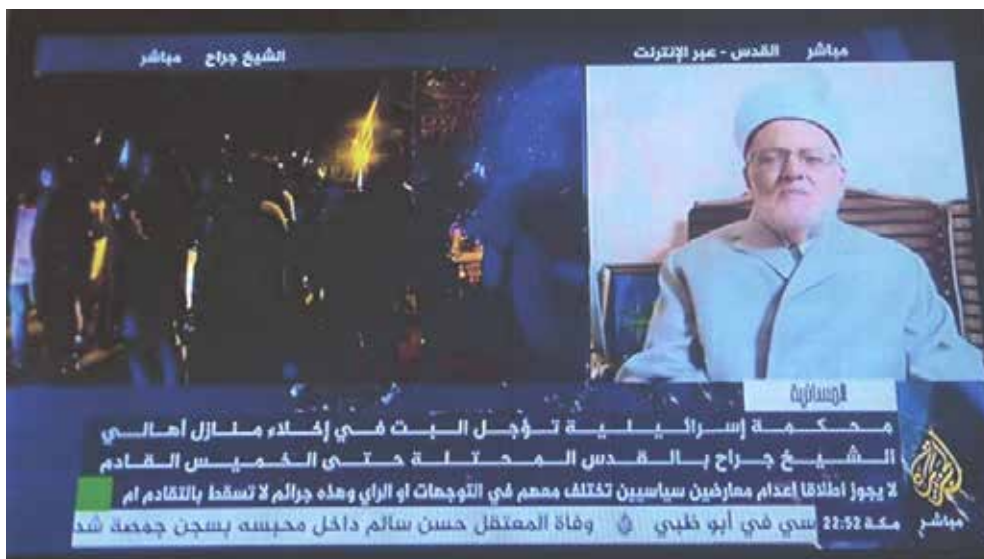 مباشر القدس - عبر الإنترنت
الشيخ جراح مباشر
المسائية
محكمة إسرائيلية تؤجل البت في إخلاء منازل أهالي
الشيخ جراح بالقدس المحتلة حتى الخميس القادم
لا يجوز اطلاقا إعدام معارضين سياسيين تختلف معهم في التوجهات او الراي وهذه جرائم لا تسقط بالتقادم ام
مكة 22:52 سي في أبو ظبي وفاة المعتقل حسن سالم داخل محبسه بسجن جمصة شد
الجزيرة
مباشر